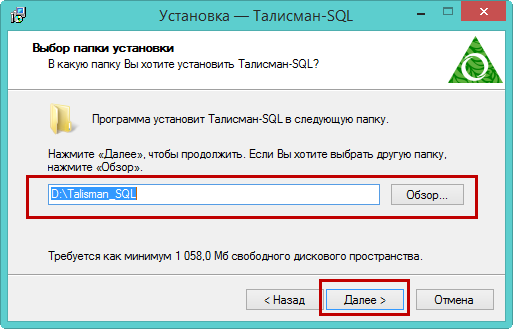 Установка — Талисман-SQL
Выбор папки установки
В какую папку Вы хотите установить Талисман-SQL?
Программа установит Талисман-SQL в следующую папку.
Нажмите «Далее», чтобы продолжить. Если Вы хотите выбрать другую папку,
нажмите «Обзор».
D:\Talisman_SQL
Обзор...
Требуется как минимум 1 058,0 Мб свободного дискового пространства.
< Назад
Далее >
Отмена